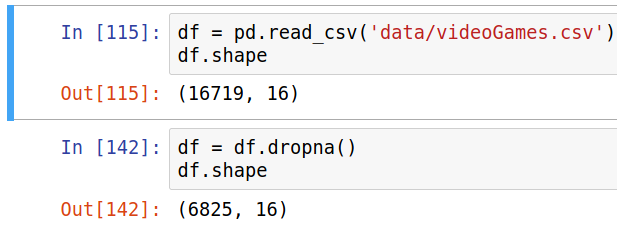 In [115]: df = pd.read_csv('data/videoGames.csv')
df.shape
Out[115]: (16719, 16)
In [142]: df = df.dropna()
df.shape
Out[142]: (6825, 16)